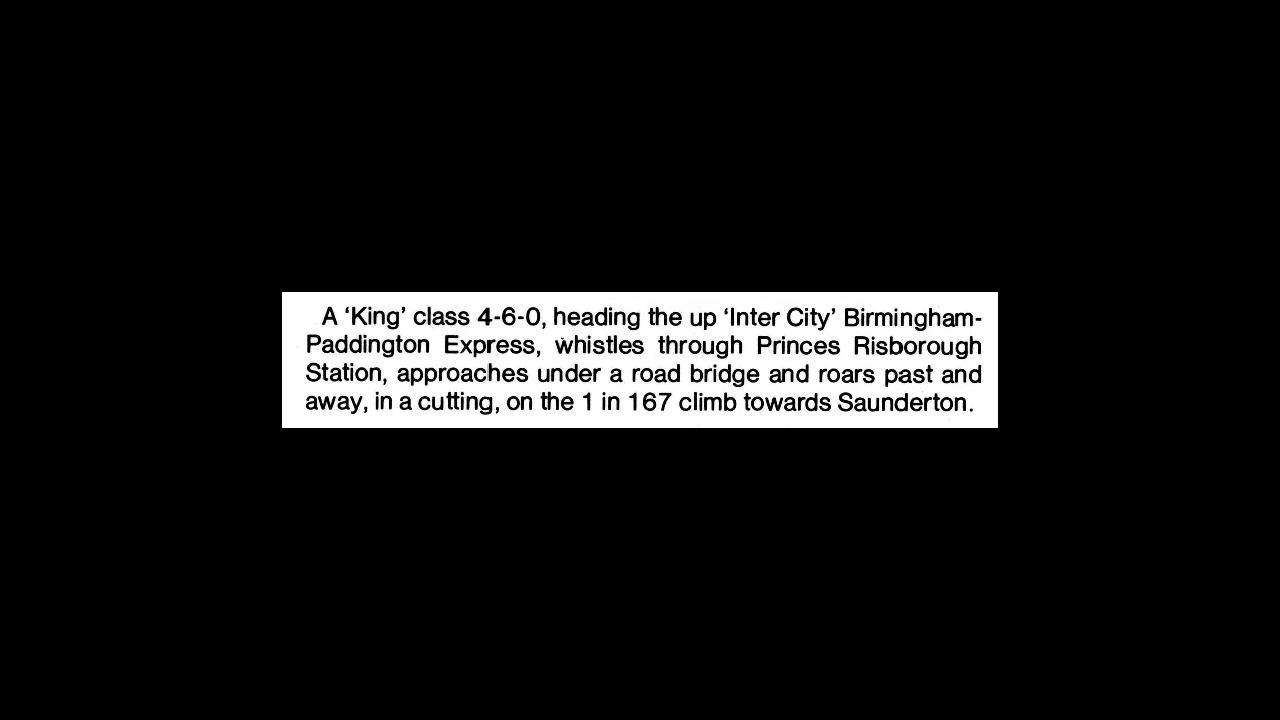 A ‘King’ class 4-6-0, heading the up ‘Inter City’ Birmingham-
Paddington Express, whistles through Princes Risborough
Station, approaches under a road bridge and roars past and
away, in a cutting, on the 1 in 167 climb towards Saunderton.